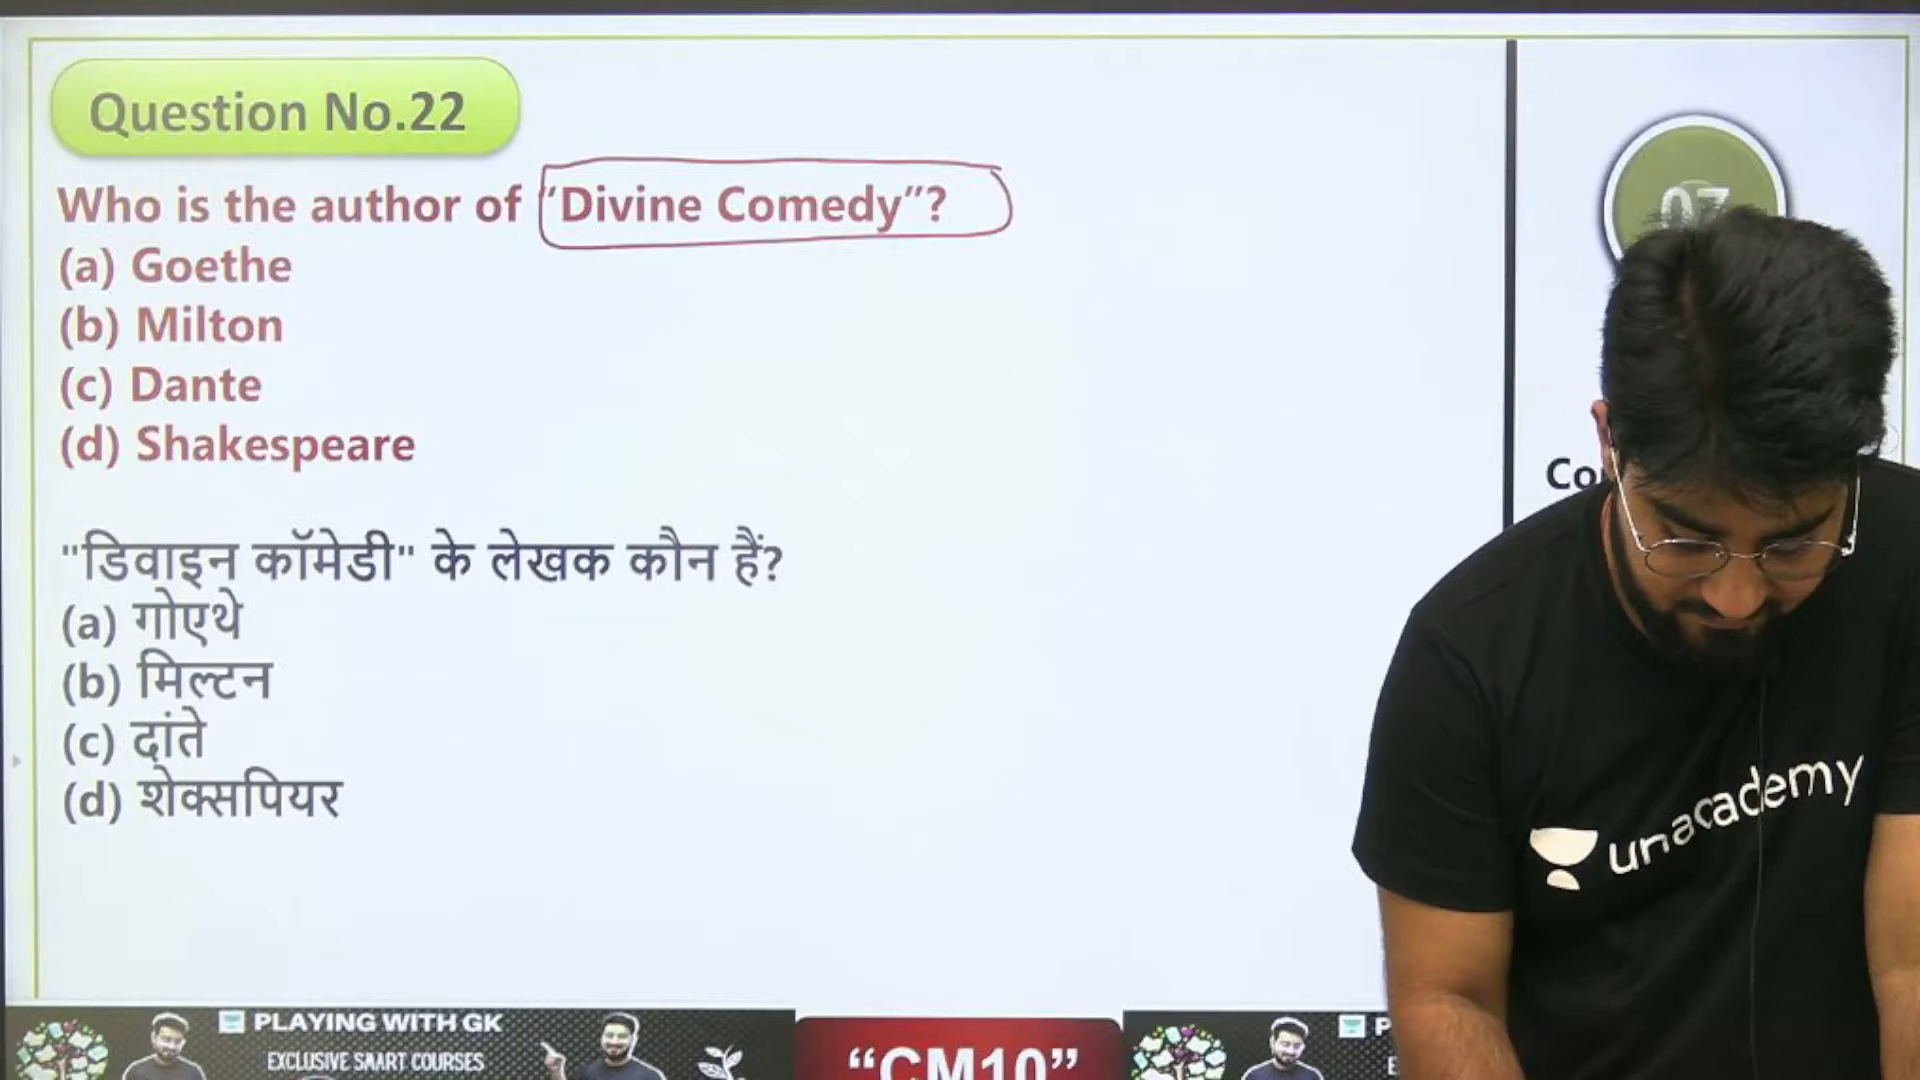 Question No.22
Who is the author of “Divine Comedy”?
(a) Goethe
(b) Milton
(c) Dante
(d) Shakespeare
"डिवाइन कॉमेडी" के लेखक कौन हैं?
(a) गोएथे
(b) मिल्टन
(c) दांते
(d) शेक्सपियर
unacademy
PLAYING WITH GK
EXCLUSIVE SMART COURSES
“CM10”